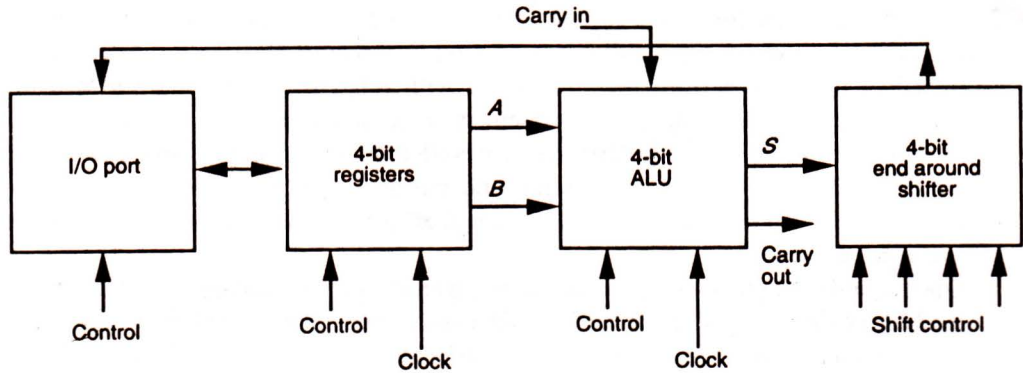 Carry in
I/O port
4-bit
registers
A
B
4-bit
ALU
S
Carry
out
4-bit
end around
shifter
Control
Control
Clock
Control
Clock
Shift control